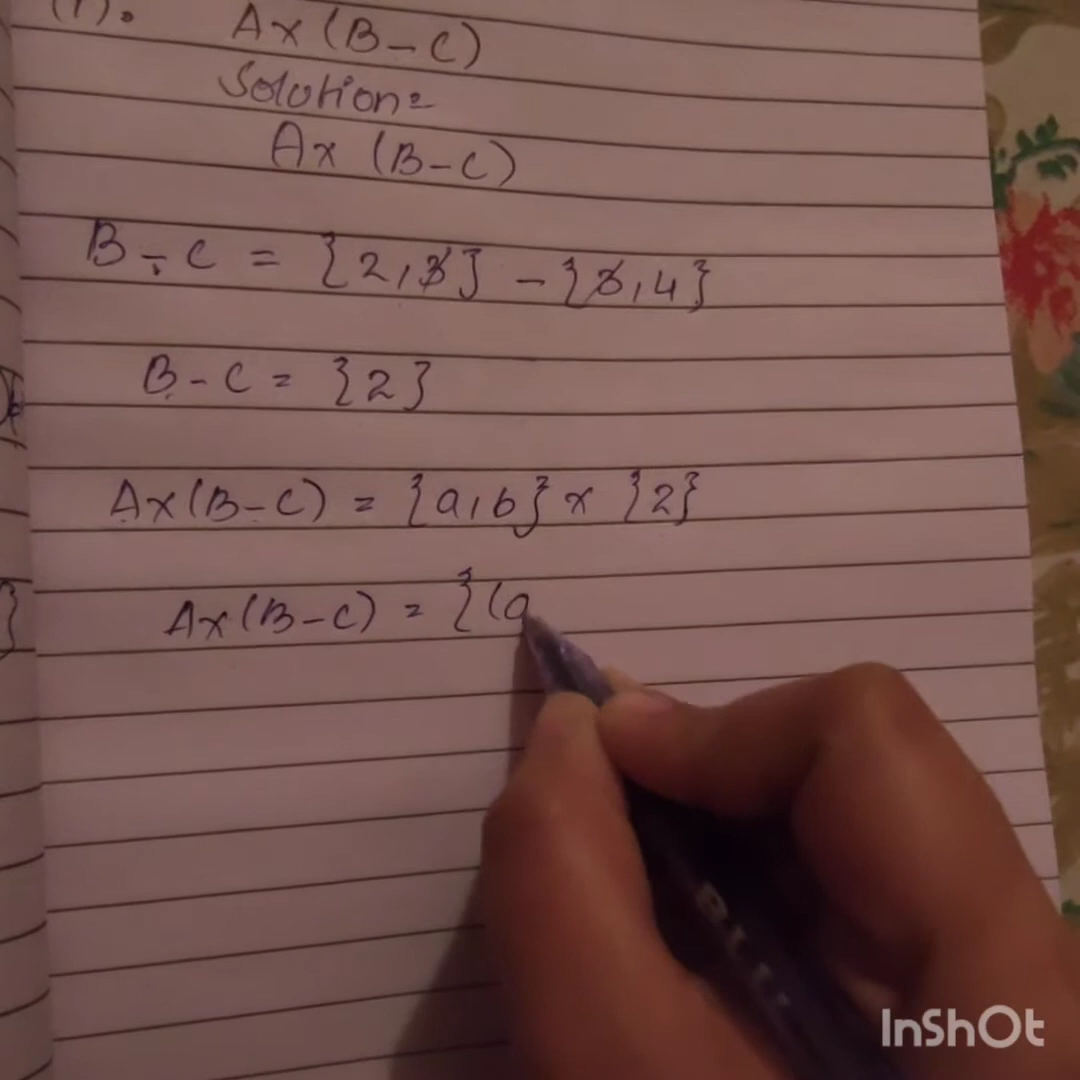 (i). A x (B - C)
Solution:
A x (B - C)
B - C = {2, 3} - {3, 4}
B - C = {2}
A x (B - C) = {a, b} x {2}
A x (B - C) = {(a
InShOt